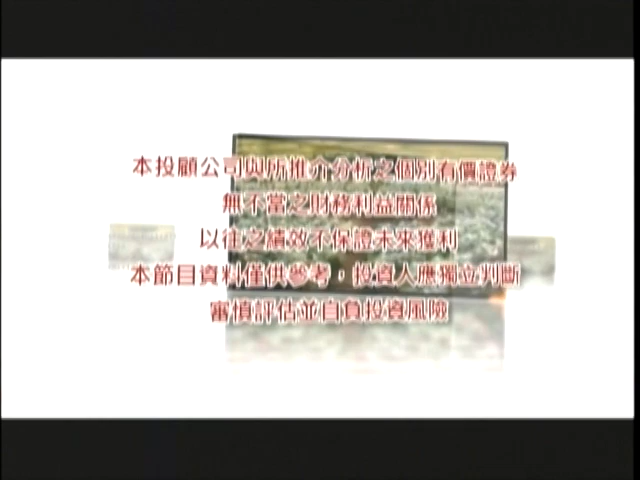 本投顧公司與所推介分析之個別有價證券
無不當之財務利益關係
以往之績效不保證未來獲利
本節目資料僅供參考，投資人應獨立判斷
審慎評估並自負投資風險